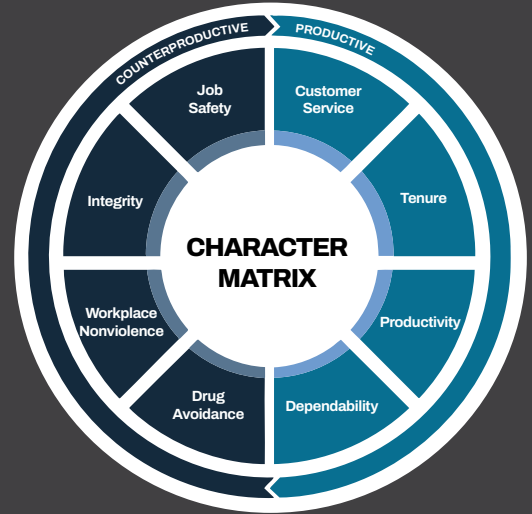 COUNTERPRODUCTIVE
PRODUCTIVE
Job
Safety
Customer
Service
Integrity
Tenure
CHARACTER
MATRIX
Workplace
Nonviolence
Productivity
Drug
Avoidance
Dependability